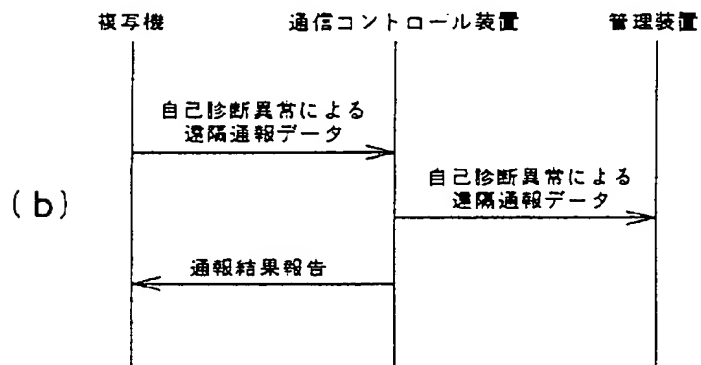 複写機 通信コントロール装置 管理装置
自己診断異常による
遠隔通報データ
自己診断異常による
遠隔通報データ
(b)
通報結果報告